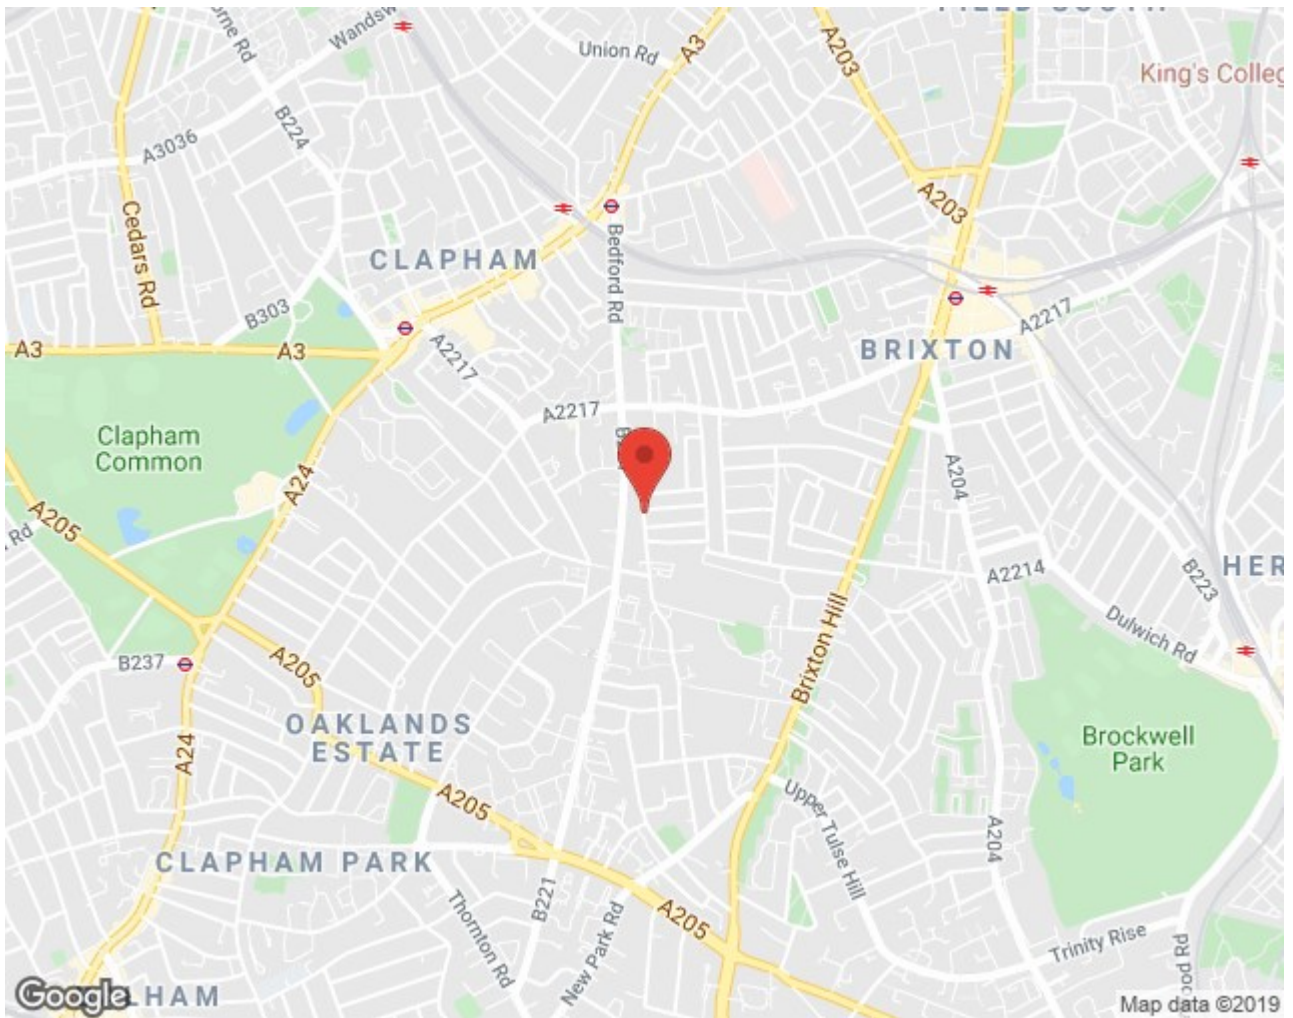 Union Rd
A3
A203
King's Colleg
B224
A3036
A203
Cedars Rd
Bedford Rd
CLAPHAM
B303
A2217
A3
A3
A2217
BRIXTON
A2217
Clapham
Common
A24
A204
A205
A2214
B223
HER
Dulwich Rd
Brixton Hill
B237
A205
OAKLANDS
ESTATE
A24
Brockwell
Park
A205
Upper Tulse Hill
A204
CLAPHAM PARK
B221
Thornton Rd
New Park Rd
A205
Trinity Rise
Google
LHAM
Map data ©2019